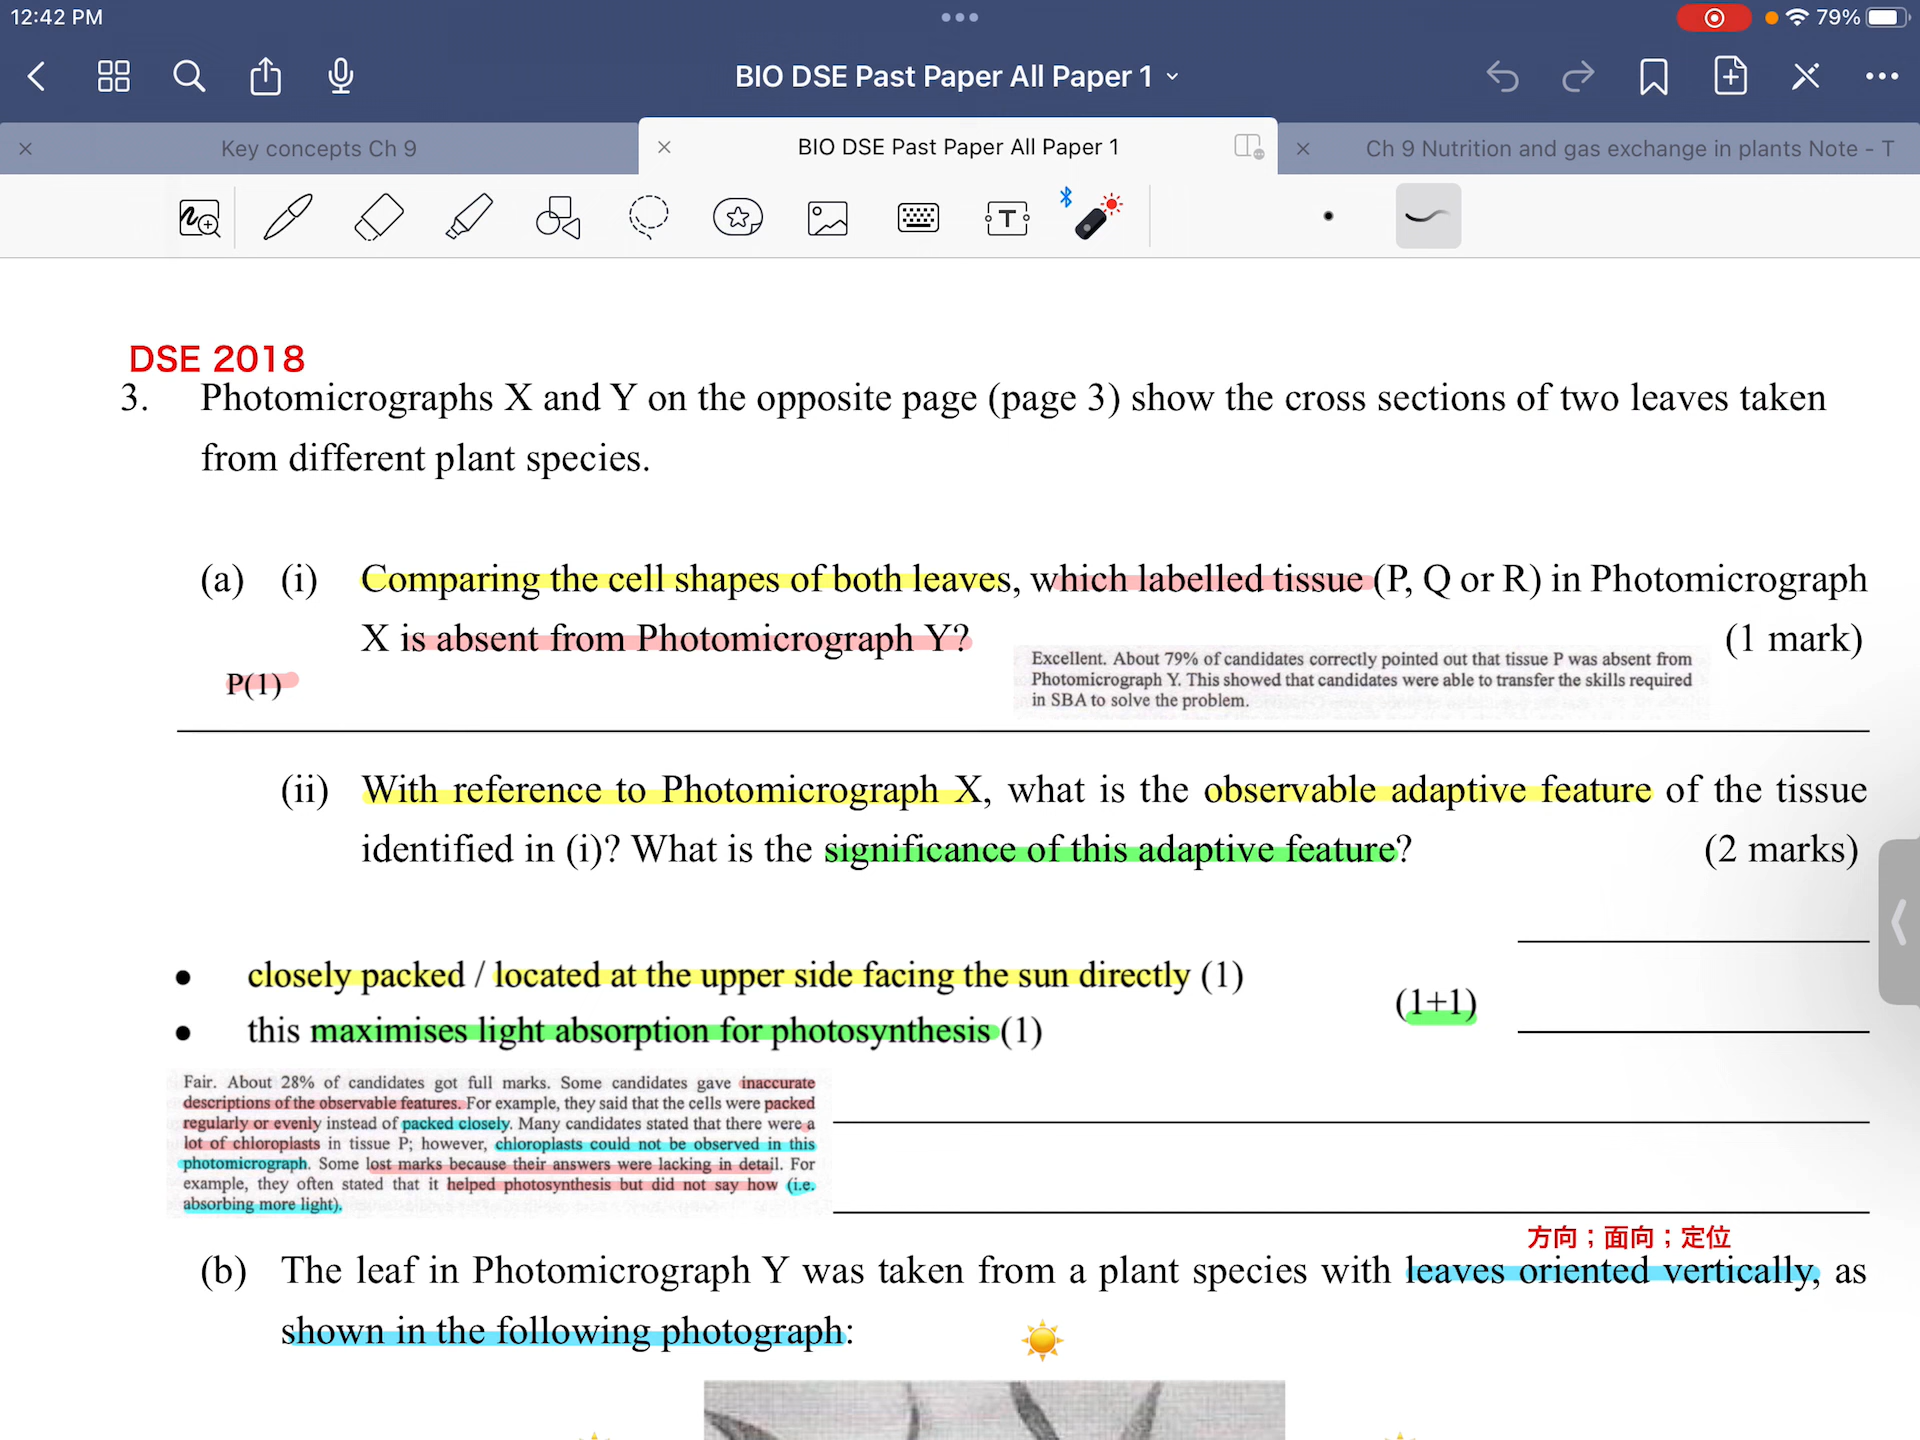 12:42 PM
79%
BIO DSE Past Paper All Paper 1
Key concepts Ch 9
BIO DSE Past Paper All Paper 1
Ch 9 Nutrition and gas exchange in plants Note - T
T
DSE 2018
3. Photomicrographs X and Y on the opposite page (page 3) show the cross sections of two leaves taken
from different plant species.
(a) (i) Comparing the cell shapes of both leaves, which labelled tissue (P, Q or R) in Photomicrograph
X is absent from Photomicrograph Y? (1 mark)
P(1)
Excellent. About 79% of candidates correctly pointed out that tissue P was absent from
Photomicrograph Y. This showed that candidates were able to transfer the skills required
in SBA to solve the problem.
(ii) With reference to Photomicrograph X, what is the observable adaptive feature of the tissue
identified in (i)? What is the significance of this adaptive feature? (2 marks)
• closely packed / located at the upper side facing the sun directly (1)
(1+1)
• this maximises light absorption for photosynthesis (1)
Fair. About 28% of candidates got full marks. Some candidates gave inaccurate
descriptions of the observable features. For example, they said that the cells were packed
regularly or evenly instead of packed closely. Many candidates stated that there were a
lot of chloroplasts in tissue P; however, chloroplasts could not be observed in this
photomicrograph. Some lost marks because their answers were lacking in detail. For
example, they often stated that it helped photosynthesis but did not say how (i.e.
absorbing more light).
方向；面向；定位
(b) The leaf in Photomicrograph Y was taken from a plant species with leaves oriented vertically, as
shown in the following photograph: